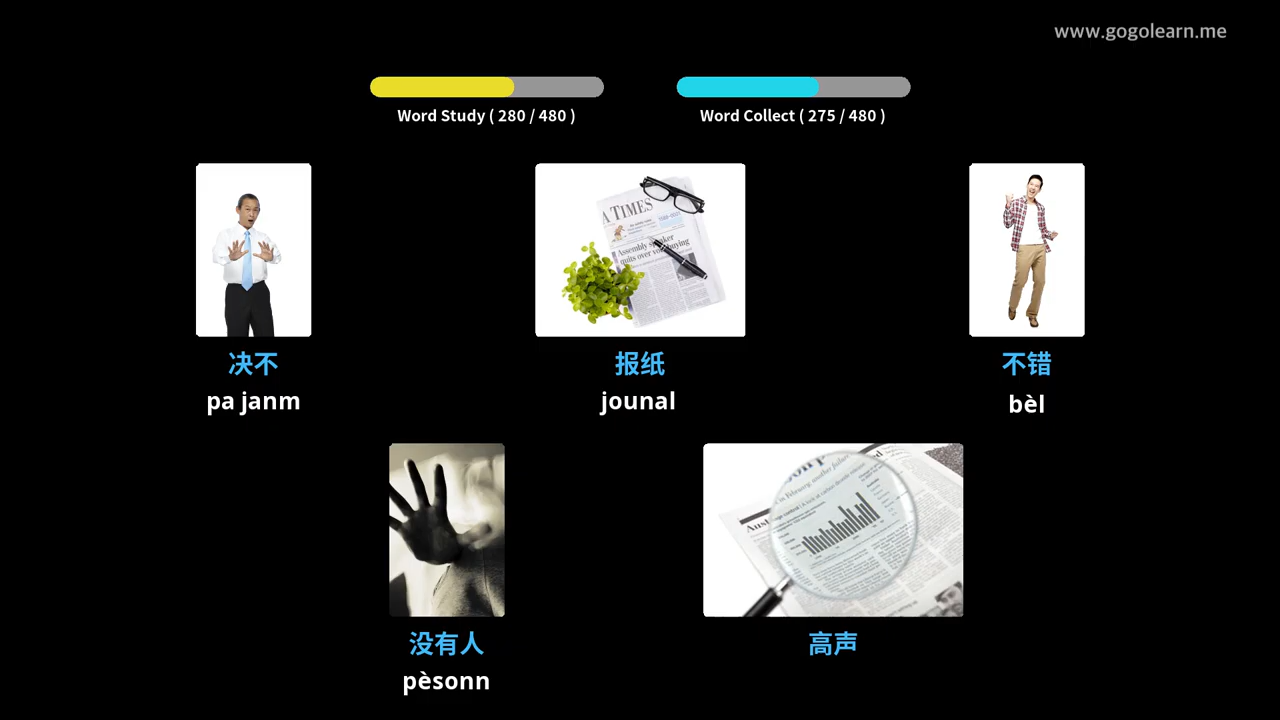 www.gogolearn.me
Word Study ( 280 / 480 )
Word Collect ( 275 / 480 )
A TIMES
决不
报纸
不错
pa janm
jounal
bèl
没有人
高声
pèsonn